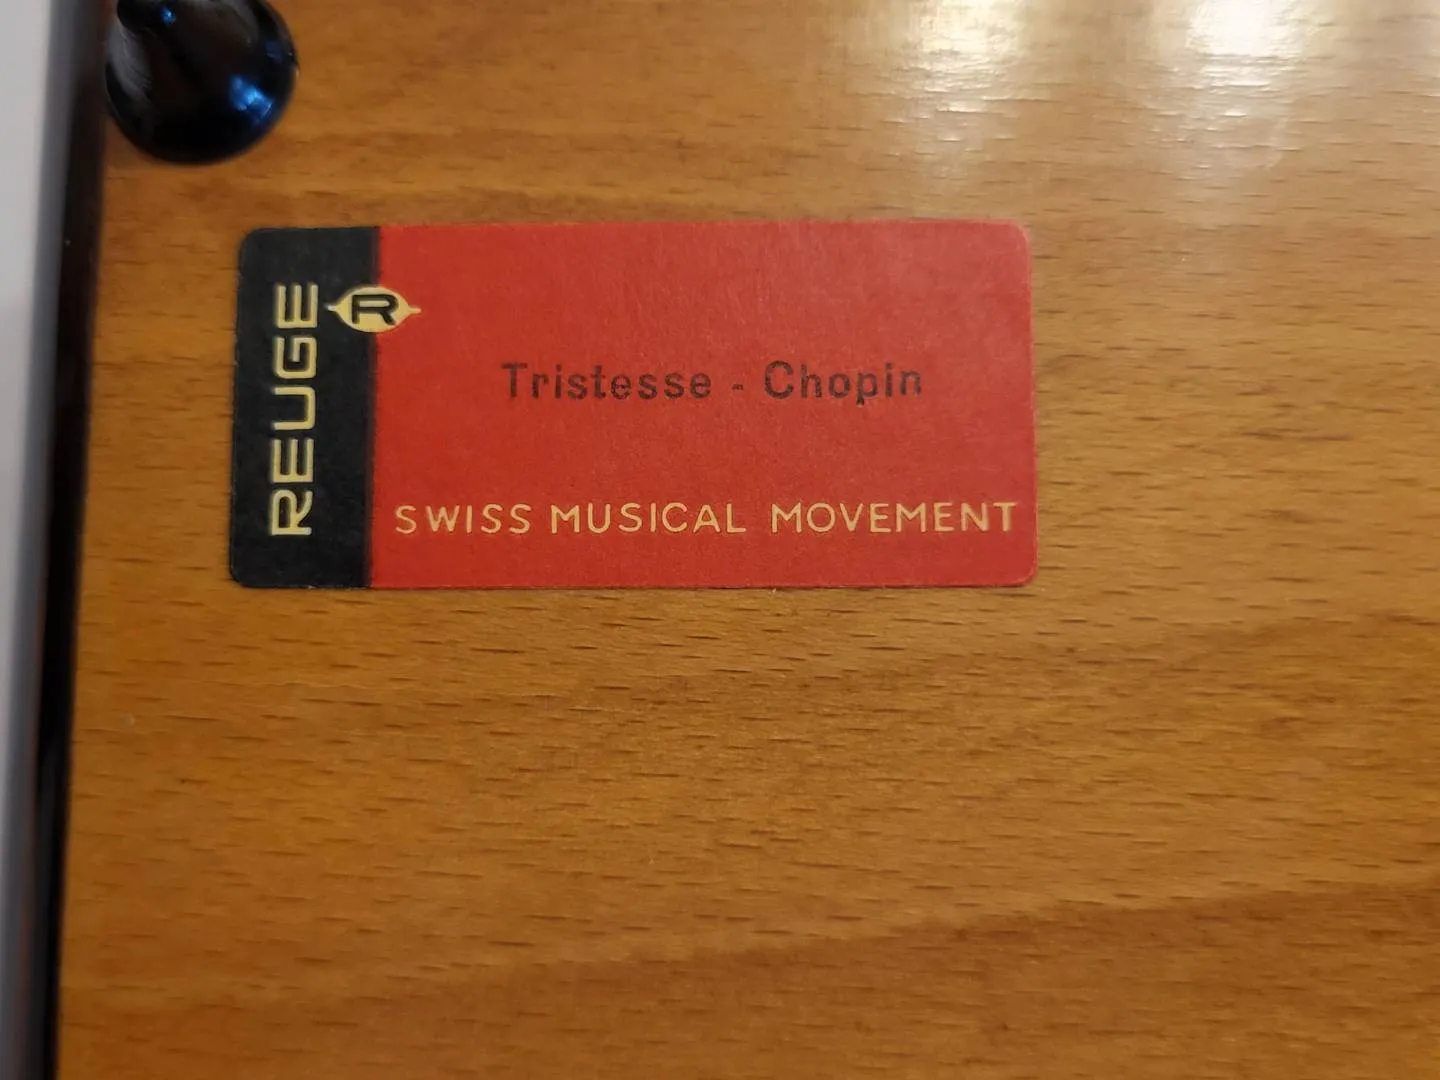 REUGE
R
Tristesse - Chopin
SWISS MUSICAL MOVEMENT